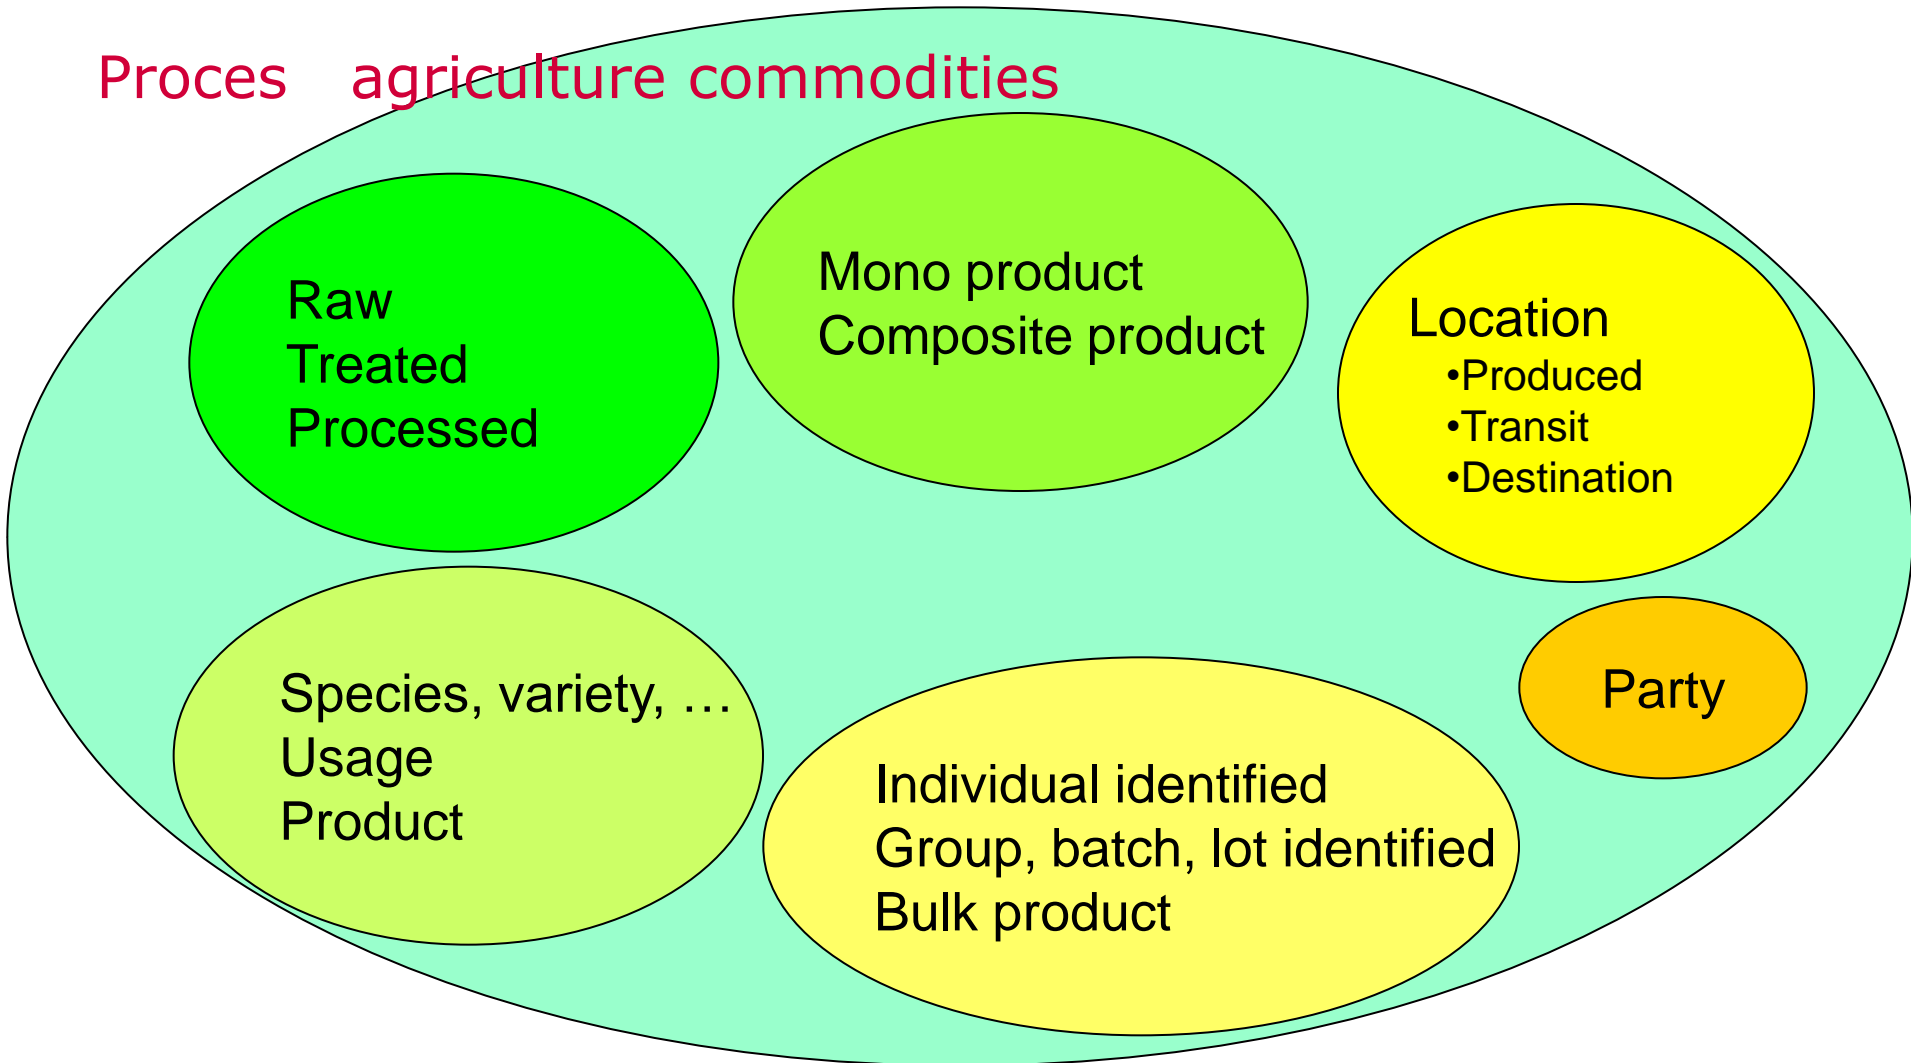 Proces agriculture commodities
Raw
Treated
Processed
Mono product
Composite product
Location
•Produced
•Transit
•Destination
Species, variety, …
Usage
Product
Individual identified
Group, batch, lot identified
Bulk product
Party